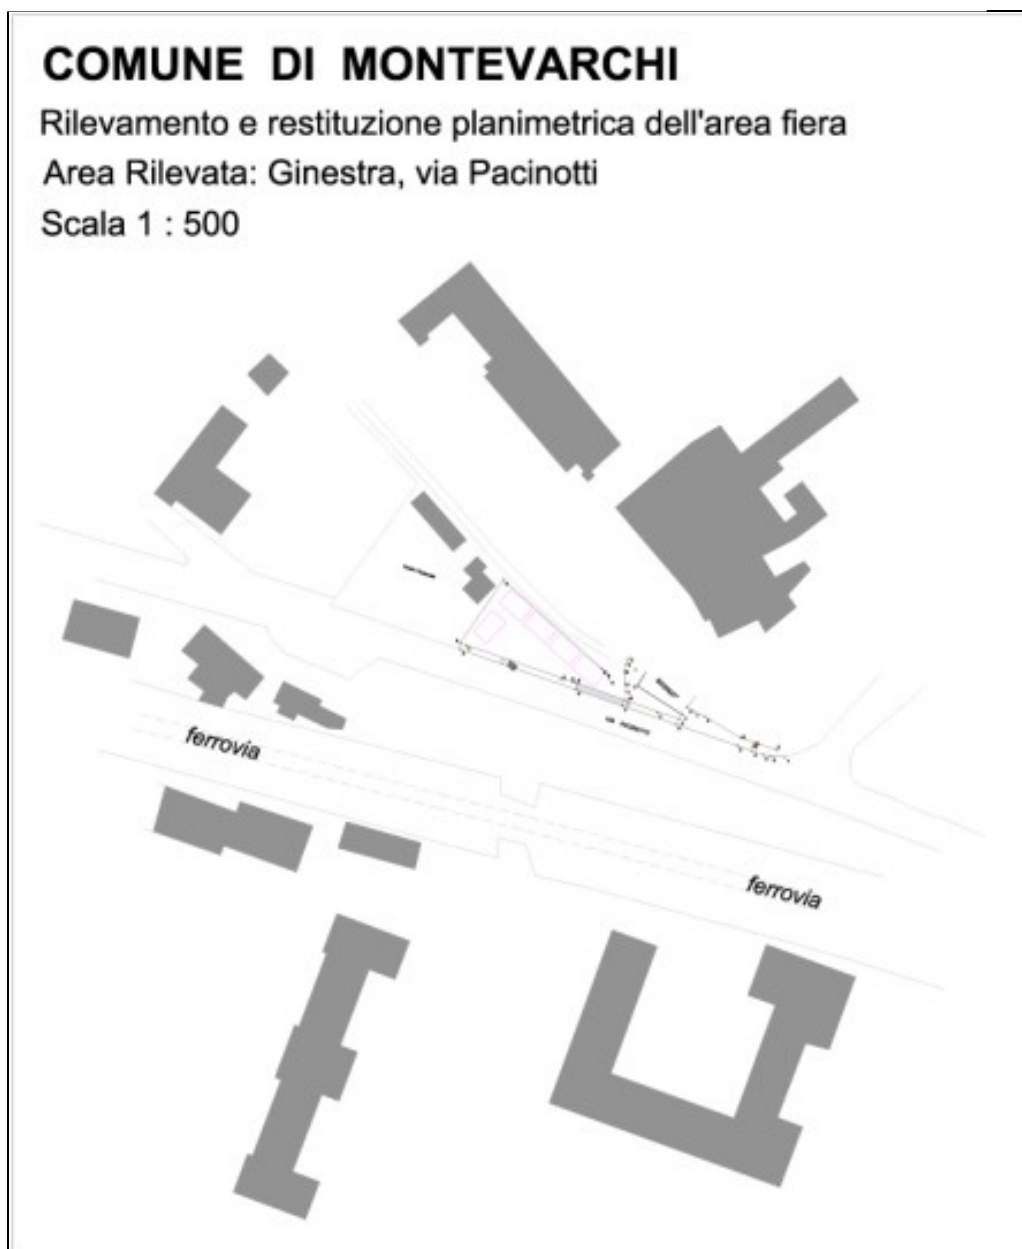 COMUNE DI MONTEVARCHI
Rilevamento e restituzione planimetrica dell'area fiera
Area Rilevata: Ginestra, via Pacinotti
Scala 1 : 500
ferrovia
ferrovia